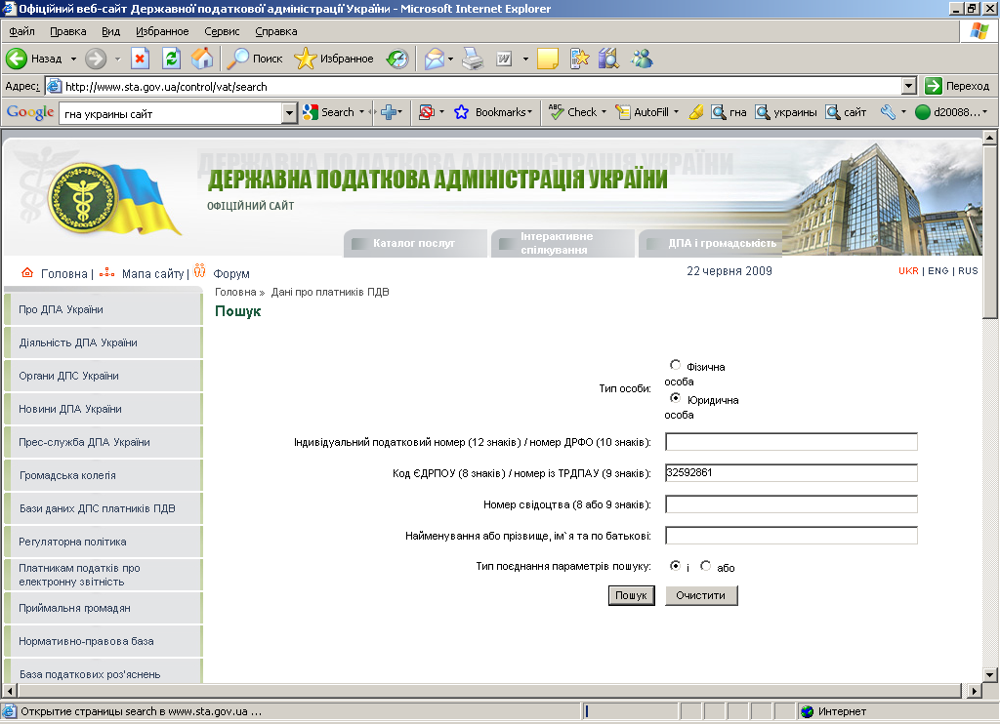 Офіційний веб-сайт Державної податкової адміністрації України - Microsoft Internet Explorer
Файл Правка Вид Избранное Сервис Справка
Назад Поиск Избранное
Адрес: http://www.sta.gov.ua/control/vat/search Переход
Google гна украины сайт Search Bookmarks ABC Check AutoFill гна украины сайт d20088...
ДЕРЖАВНА ПОДАТКОВА АДМІНІСТРАЦІЯ УКРАЇНИ
ДЕРЖАВНА ПОДАТКОВА АДМІНІСТРАЦІЯ УКРАЇНИ
ОФІЦІЙНИЙ САЙТ
Каталог послуг
Інтерактивне
спілкування
ДПА і громадськість
Головна | Мапа сайту | Форум
22 червня 2009
UKR | ENG | RUS
Головна » Дані про платників ПДВ
Пошук
Про ДПА України
Діяльність ДПА України
Органи ДПС України
Новини ДПА України
Прес-служба ДПА України
Громадська колегія
Бази даних ДПС платників ПДВ
Регуляторна політика
Платникам податків про
електронну звітність
Приймальня громадян
Нормативно-правова база
База податкових роз'яснень
Тип особи:
Фізична
особа
Юридична
особа
Індивідуальний податковий номер (12 знаків) / номер ДРФО (10 знаків):
Код ЄДРПОУ (8 знаків) / номер із ТРДПАУ (9 знаків): 32592861
Номер свідоцтва (8 або 9 знаків):
Найменування або прізвище, ім`я та по батькові:
Тип поєднання параметрів пошуку: і або
Пошук Очистити
Открытие страницы search в www.sta.gov.ua ... Интернет